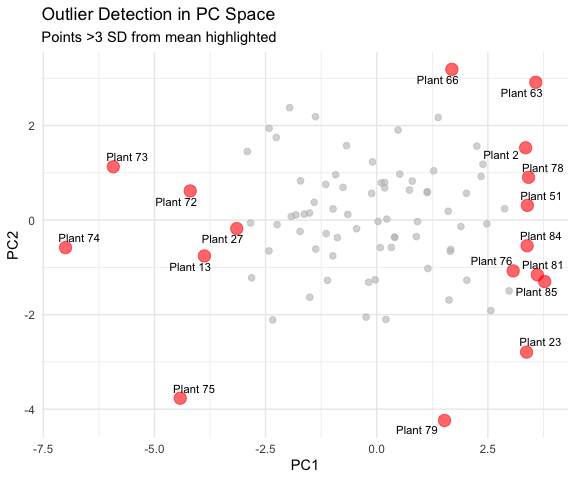 Outlier Detection in PC Space
Points >3 SD from mean highlighted
Plant 66
Plant 63
Plant 2
Plant 73
Plant 78
Plant 72
Plant 51
Plant 27
Plant 74
Plant 84
Plant 13
Plant 76
Plant 81
Plant 85
Plant 23
Plant 75
Plant 79
2
0
-2
-4
PC2
-7.5
-5.0
-2.5
0.0
2.5
PC1